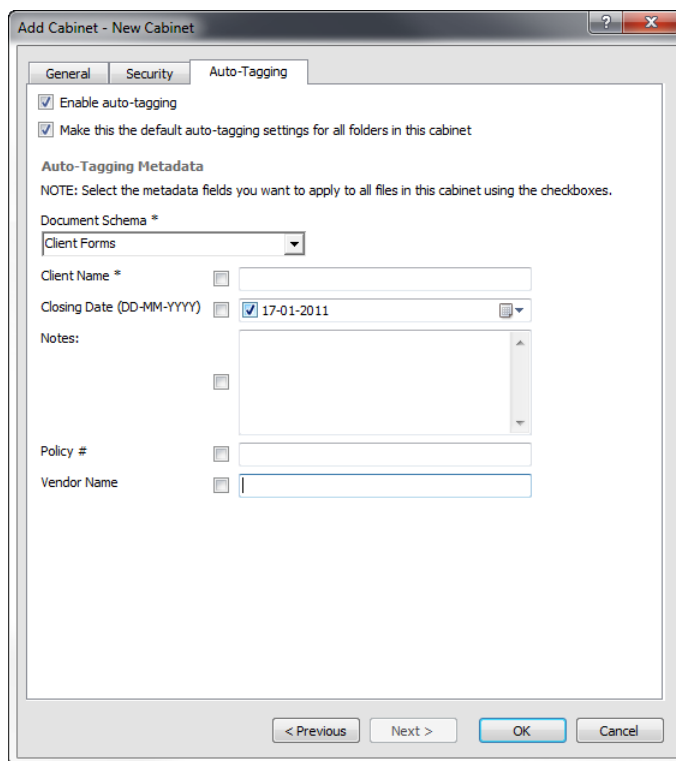 Add Cabinet - New Cabinet
General Security Auto-Tagging
Enable auto-tagging
Make this the default auto-tagging settings for all folders in this cabinet
Auto-Tagging Metadata
NOTE: Select the metadata fields you want to apply to all files in this cabinet using the checkboxes.
Document Schema *
Client Forms
Client Name *
Closing Date (DD-MM-YYYY) 17-01-2011
Notes:
Policy #
Vendor Name
< Previous Next > OK Cancel